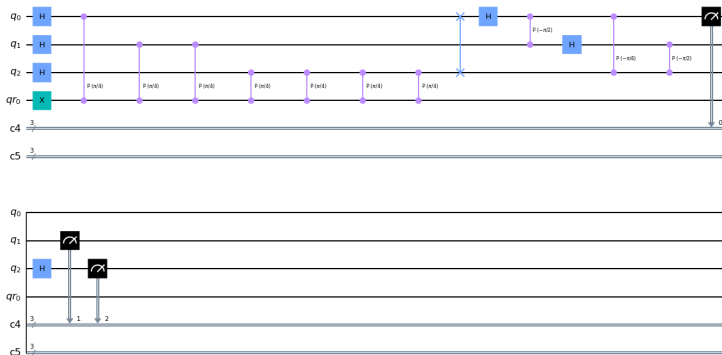 q0 H H P (−π/2) 0
q1 H P (π/4) H P (−π/4) P (−π/2)
q2 H
qr0 X P (π/4) P (π/4) P (π/4) P (π/4) P (π/4) P (π/4) P (π/4)
c4 3
c5 3
q0
q1
q2 H
qr0
c4 3 1 2
c5 3